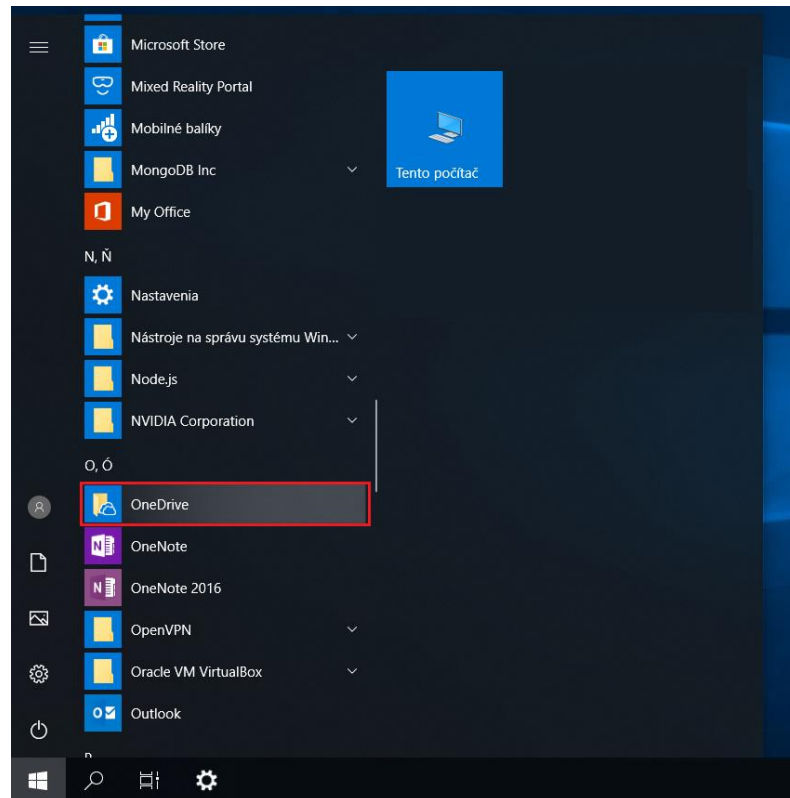 Microsoft Store
Mixed Reality Portal
Mobilné balíky
MongoDB Inc
Tento počítač
My Office
N, Ň
Nastavenia
Nástroje na správu systému Win...
Node.js
NVIDIA Corporation
O, Ó
OneDrive
OneNote
OneNote 2016
OpenVPN
Oracle VM VirtualBox
Outlook